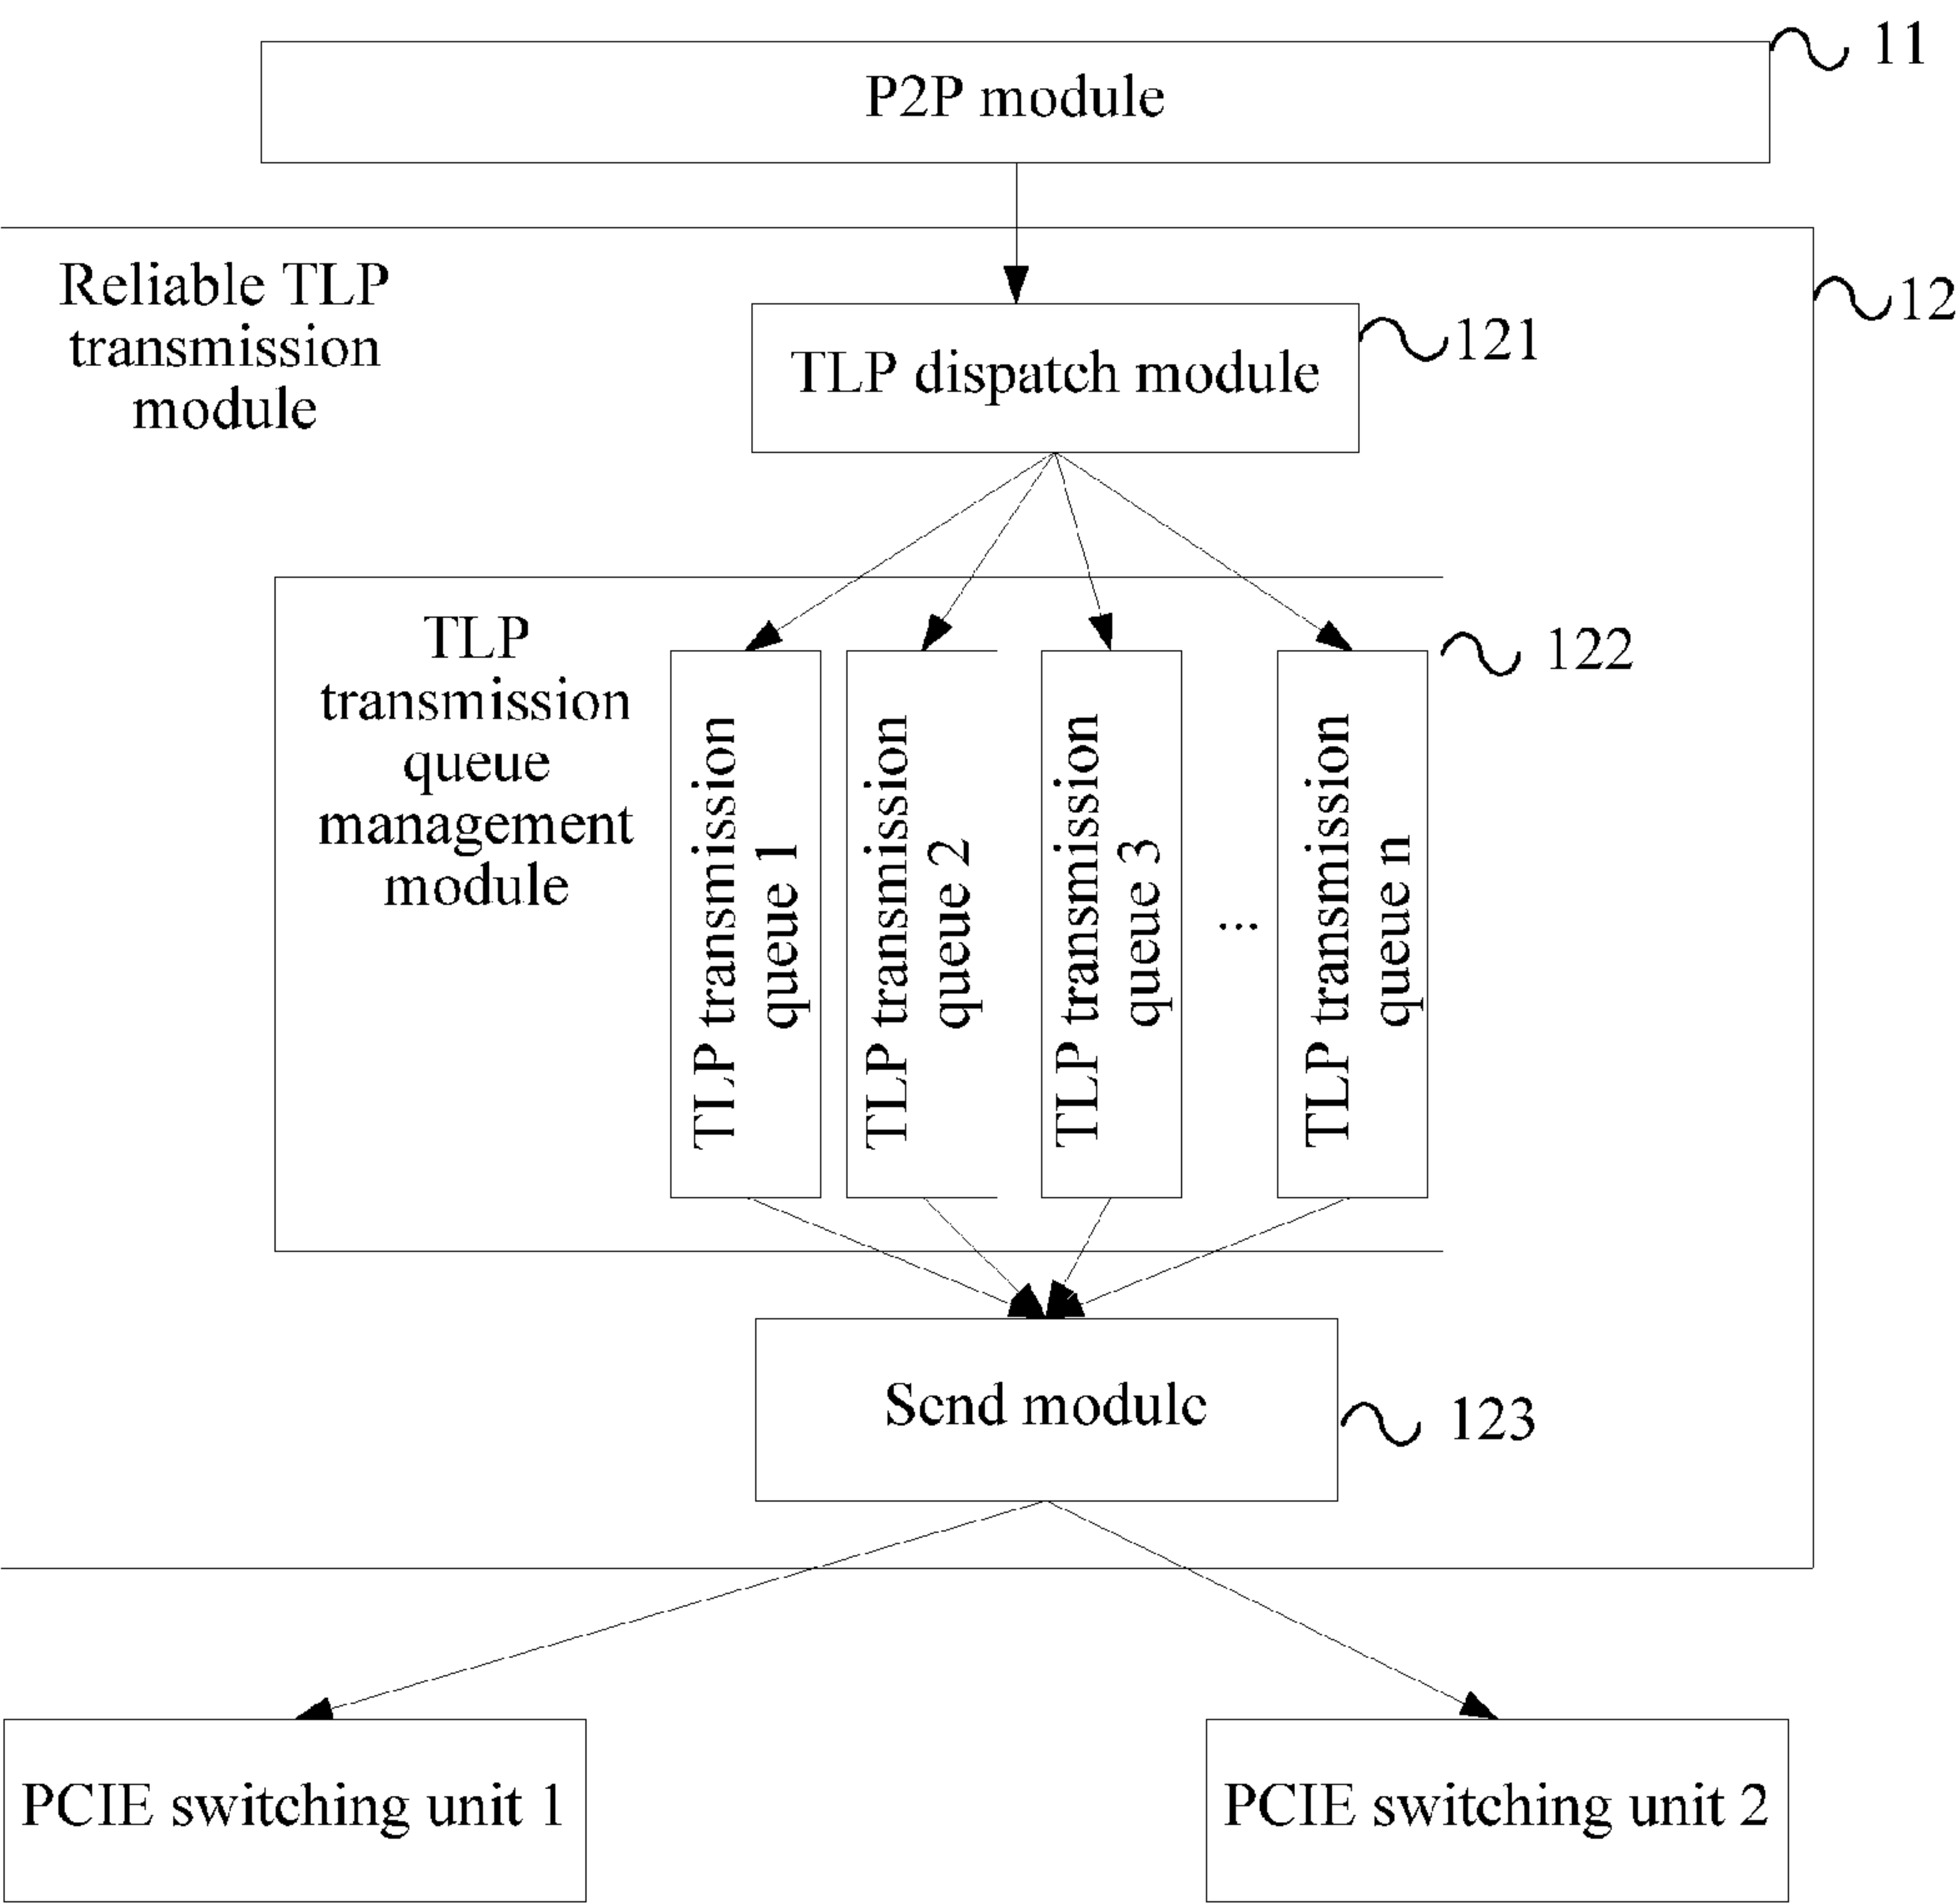 11
P2P module
12
Reliable TLP
transmission
module
121
TLP dispatch module
122
TLP
transmission
queue
management
module
TLP transmission
queue 1
TLP transmission
queue 2
TLP transmission
queue 3
...
TLP transmission
queue n
Send module
123
PCIE switching unit 1
PCIE switching unit 2